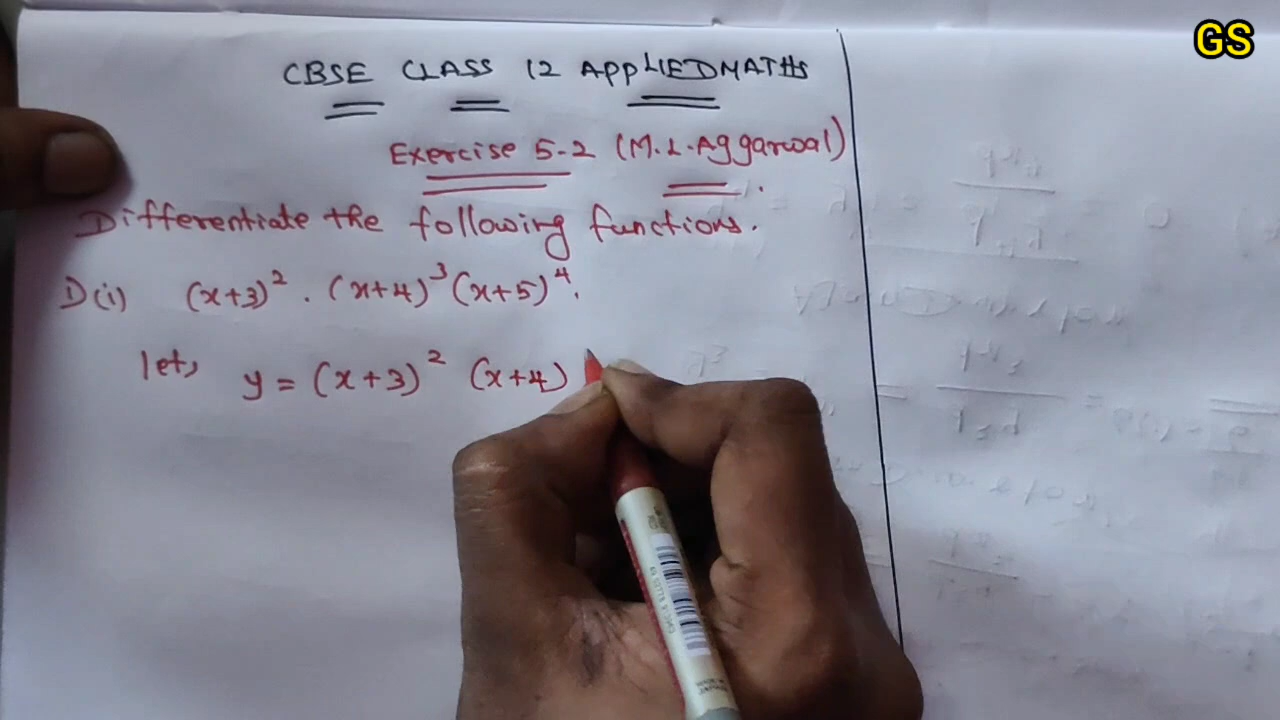 GS
CBSE CLASS 12 APPLIEDMATHS
Exercise 5.2 (M.L.Aggarwal)
Differentiate the following functions.
1)(i) (x+3)². (x+4)³(x+5)⁴.
let, y = (x+3)² (x+4)